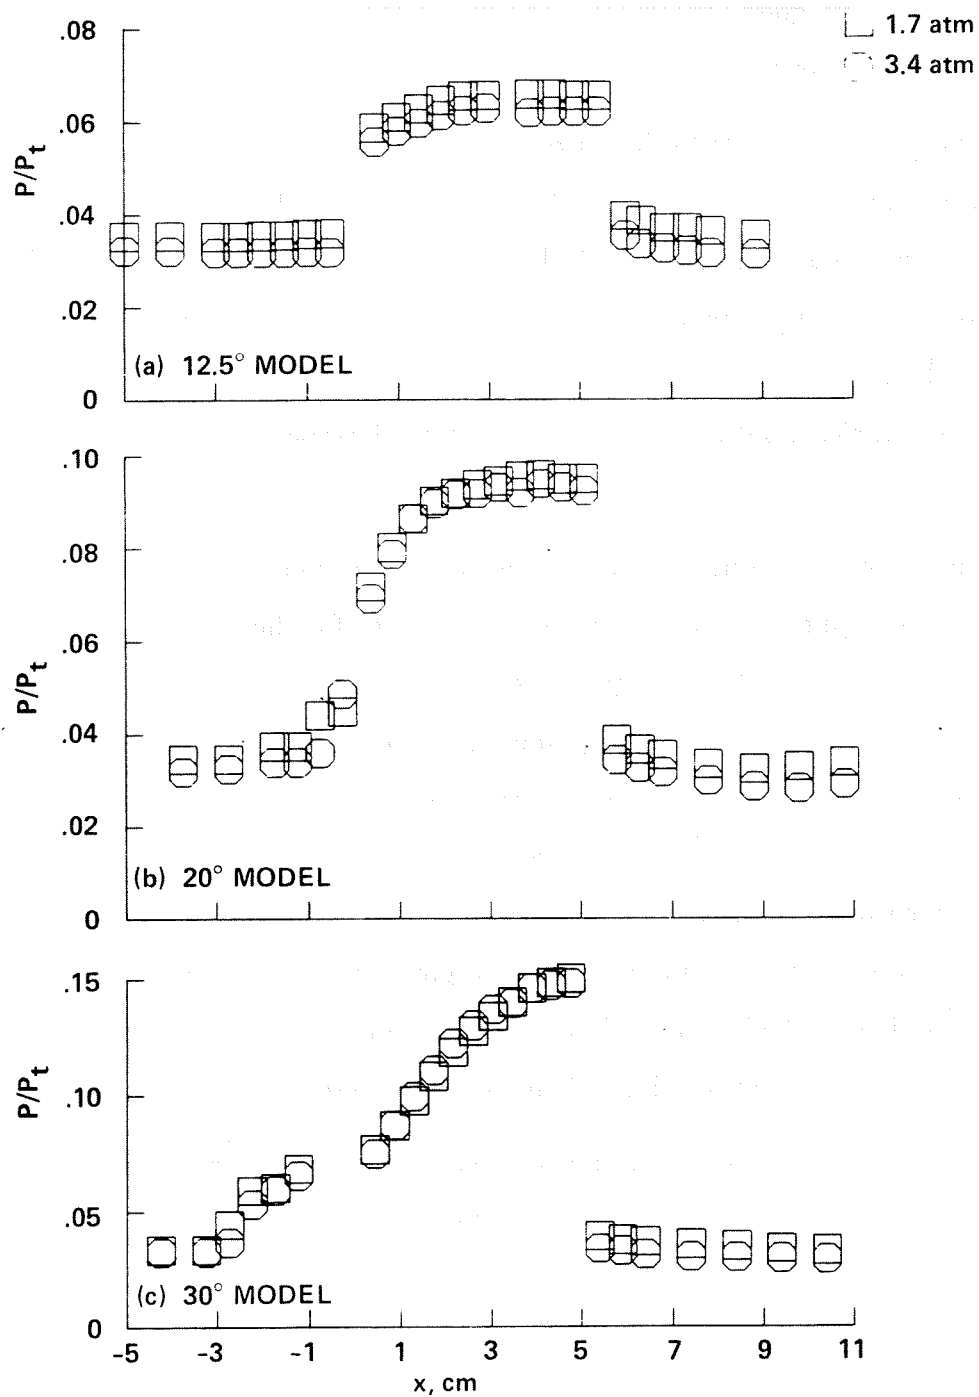 1.7 atm
3.4 atm
.08
.06
.04
.02
0
P/Pt
(a) 12.5° MODEL
.10
.08
.06
.04
.02
0
P/Pt
(b) 20° MODEL
.15
.10
.05
0
P/Pt
(c) 30° MODEL
-5 -3 -1 1 3 5 7 9 11
x, cm